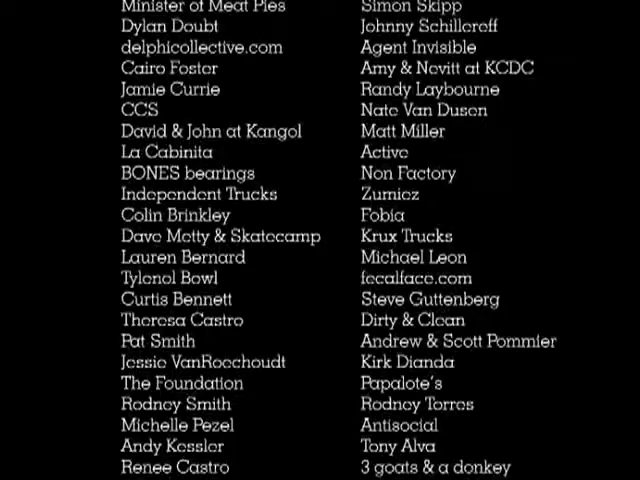 Minister of Meat Pies
Dylan Doubt
delphicollective.com
Cairo Foster
Jamie Currie
CCS
David & John at Kangol
La Cabinita
BONES bearings
Independent Trucks
Colin Brinkley
Dave Metty & Skatecamp
Lauren Bernard
Tylenol Bowl
Curtis Bennett
Theresa Castro
Pat Smith
Jessie VanRoechoudt
The Foundation
Rodney Smith
Michelle Pezel
Andy Kessler
Renee Castro
Simon Skipp
Johnny Schillereff
Agent Invisible
Amy & Nevitt at KCDC
Randy Laybourne
Nate Van Dusen
Matt Miller
Active
Non Factory
Zumiez
Fobia
Krux Trucks
Michael Leon
fecalface.com
Steve Guttenberg
Dirty & Clean
Andrew & Scott Pommier
Kirk Dianda
Papalote's
Rodney Torres
Antisocial
Tony Alva
3 goats & a donkey